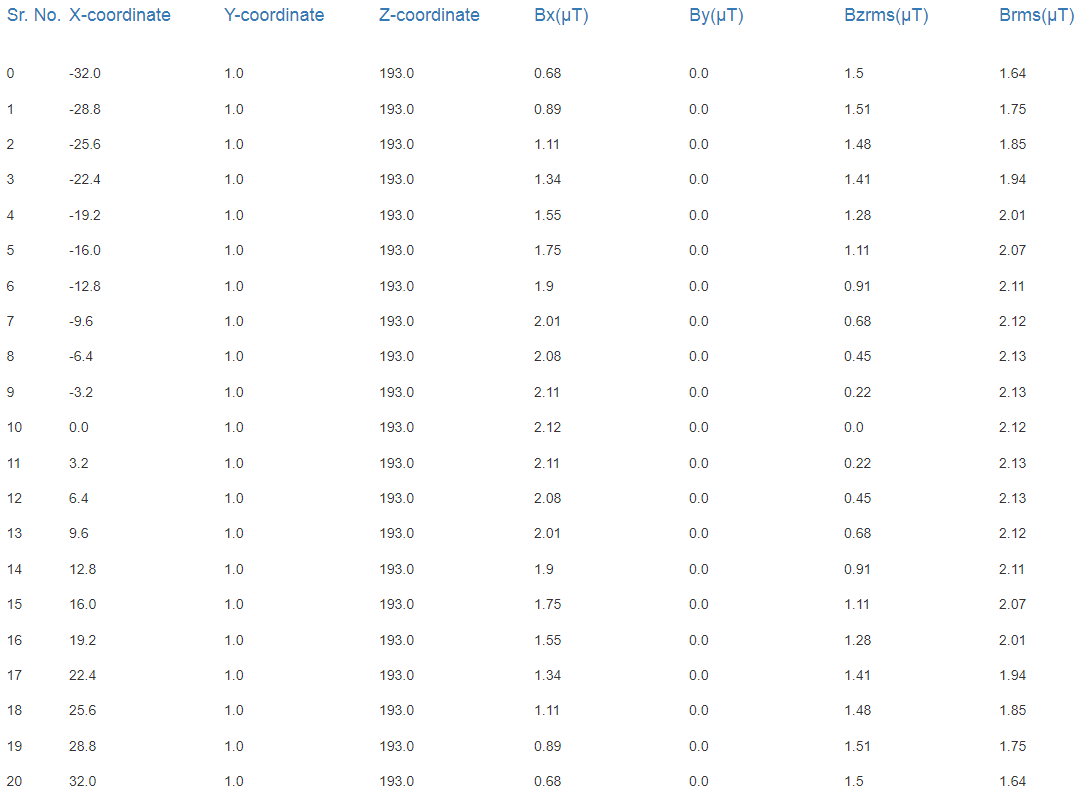 Sr. No. X-coordinate Y-coordinate Z-coordinate Bx(μT) By(μT) Bzrms(μT) Brms(μT)
0 -32.0 1.0 193.0 0.68 0.0 1.5 1.64
1 -28.8 1.0 193.0 0.89 0.0 1.51 1.75
2 -25.6 1.0 193.0 1.11 0.0 1.48 1.85
3 -22.4 1.0 193.0 1.34 0.0 1.41 1.94
4 -19.2 1.0 193.0 1.55 0.0 1.28 2.01
5 -16.0 1.0 193.0 1.75 0.0 1.11 2.07
6 -12.8 1.0 193.0 1.9 0.0 0.91 2.11
7 -9.6 1.0 193.0 2.01 0.0 0.68 2.12
8 -6.4 1.0 193.0 2.08 0.0 0.45 2.13
9 -3.2 1.0 193.0 2.11 0.0 0.22 2.13
10 0.0 1.0 193.0 2.12 0.0 0.0 2.12
11 3.2 1.0 193.0 2.11 0.0 0.22 2.13
12 6.4 1.0 193.0 2.08 0.0 0.45 2.13
13 9.6 1.0 193.0 2.01 0.0 0.68 2.12
14 12.8 1.0 193.0 1.9 0.0 0.91 2.11
15 16.0 1.0 193.0 1.75 0.0 1.11 2.07
16 19.2 1.0 193.0 1.55 0.0 1.28 2.01
17 22.4 1.0 193.0 1.34 0.0 1.41 1.94
18 25.6 1.0 193.0 1.11 0.0 1.48 1.85
19 28.8 1.0 193.0 0.89 0.0 1.51 1.75
20 32.0 1.0 193.0 0.68 0.0 1.5 1.64